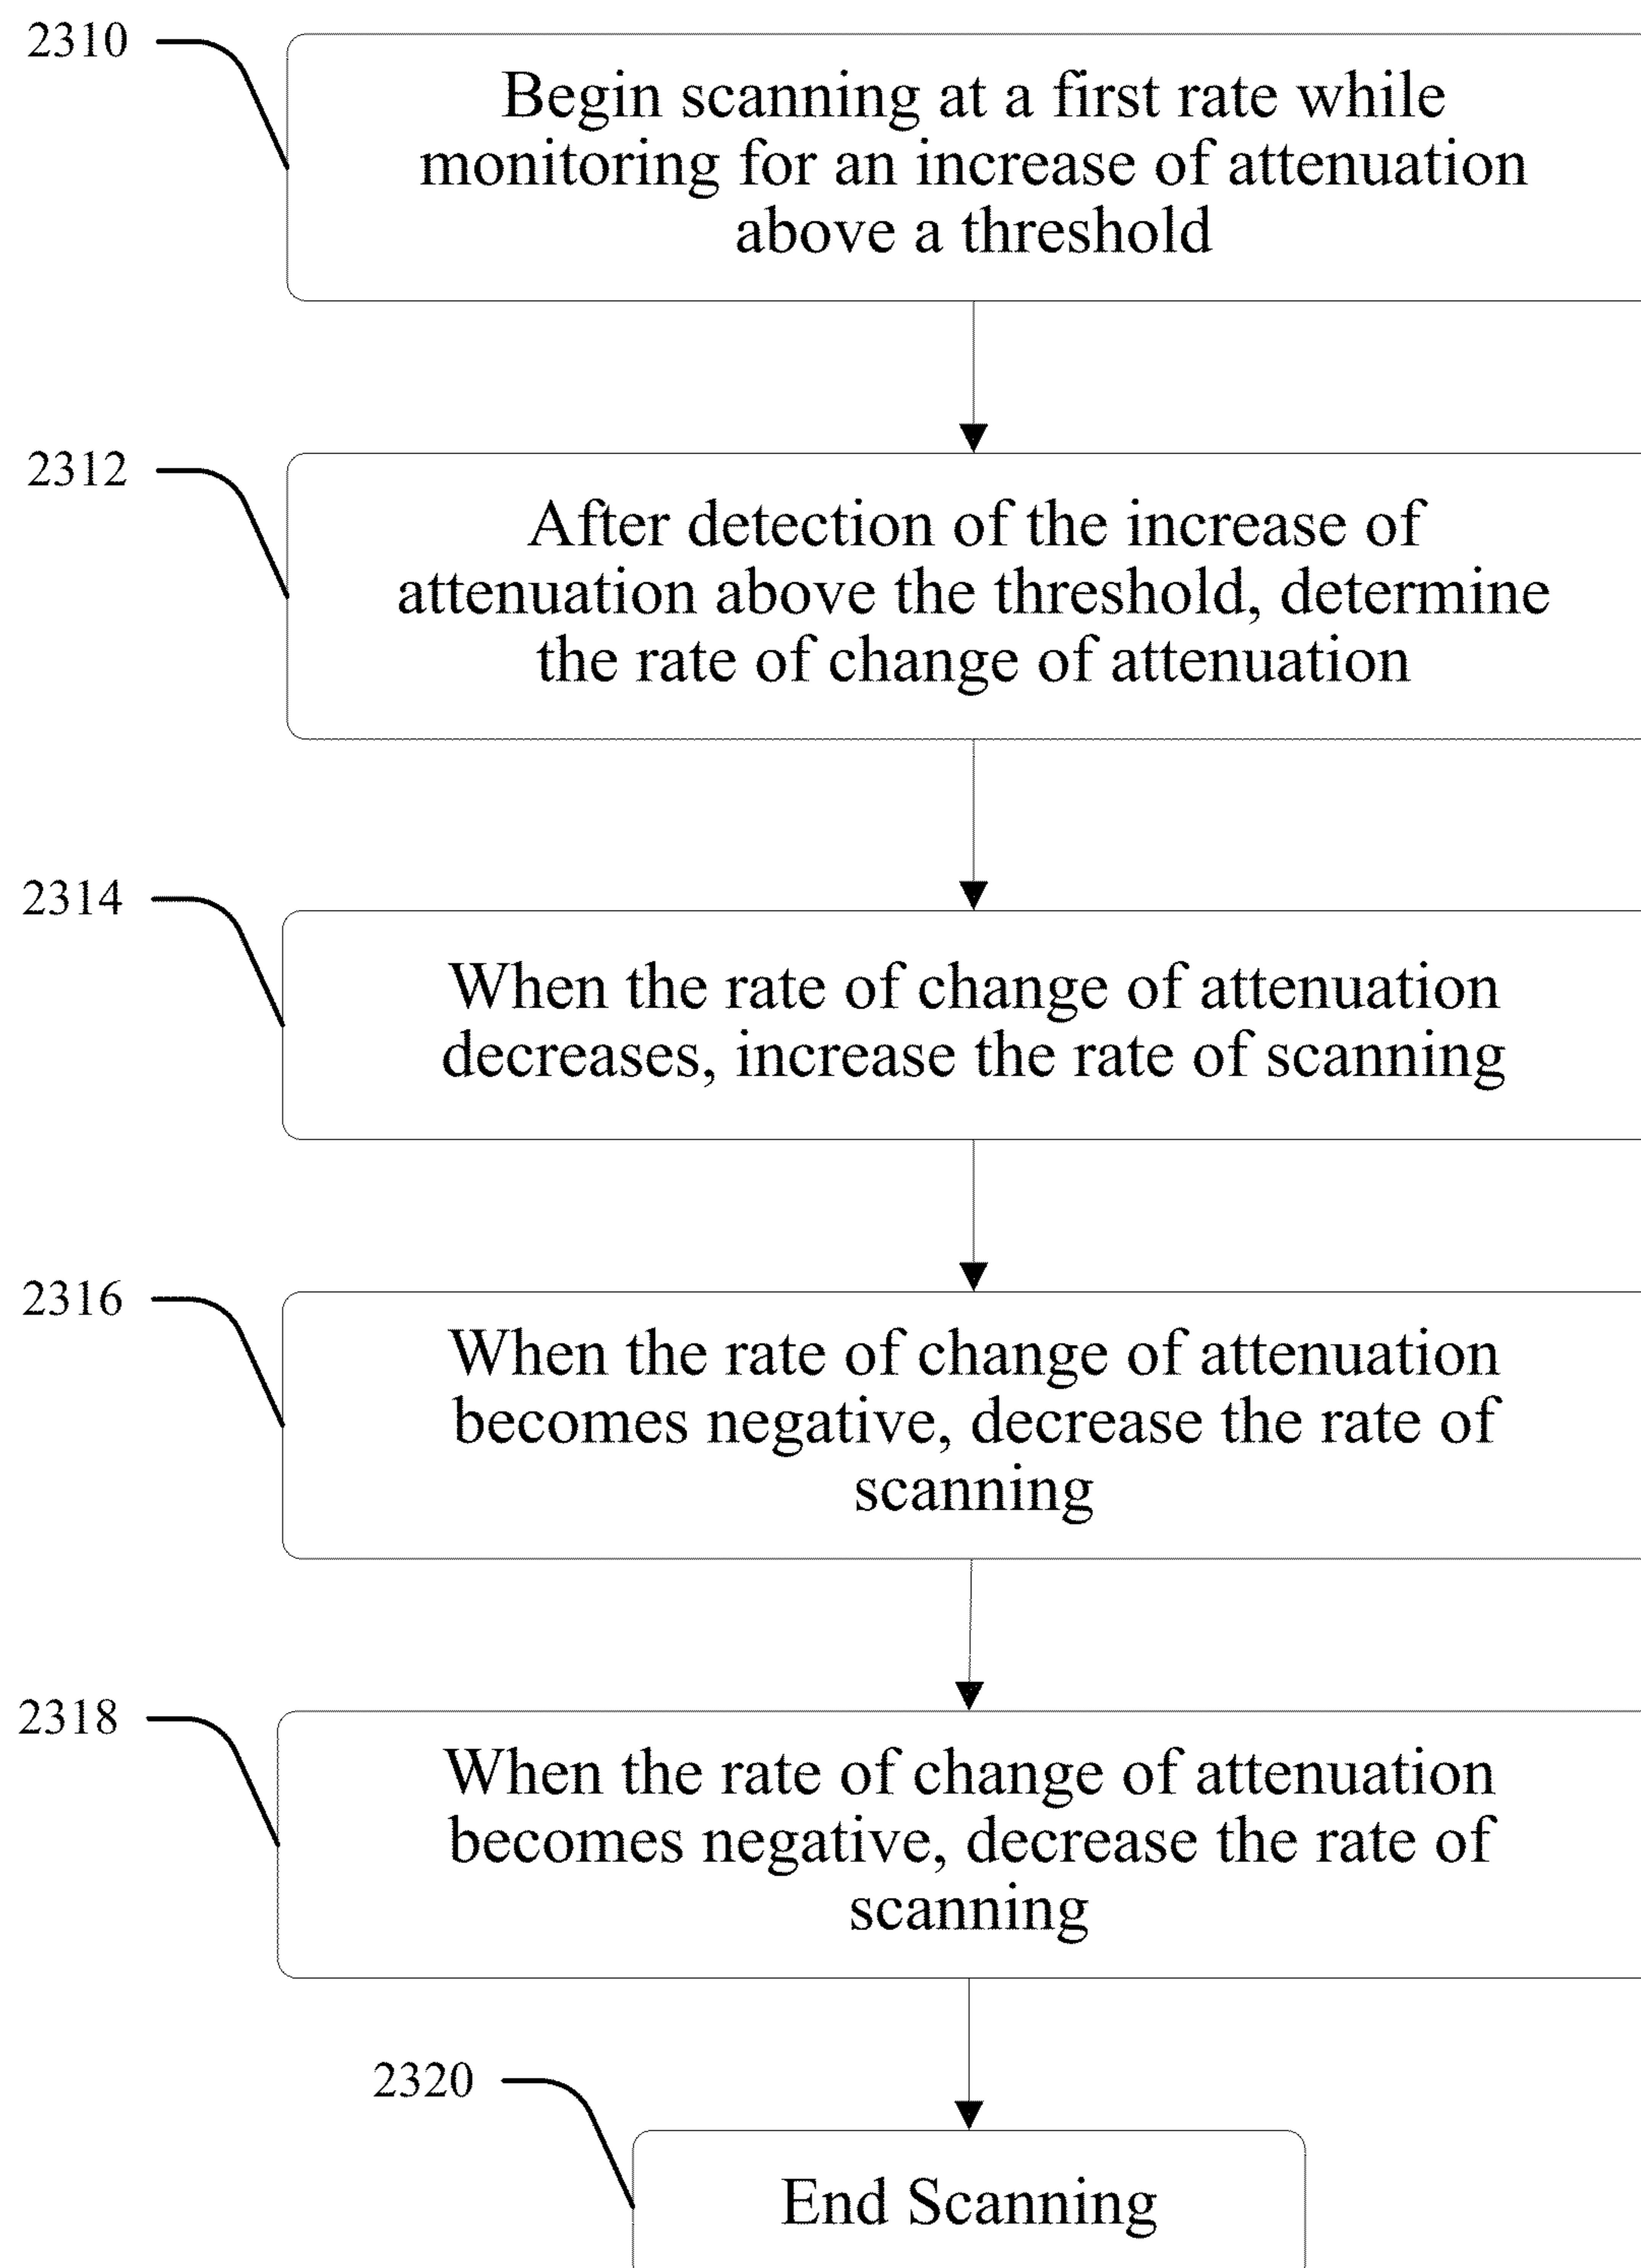 2310
Begin scanning at a first rate while
monitoring for an increase of attenuation
above a threshold
2312
After detection of the increase of
attenuation above the threshold, determine
the rate of change of attenuation
2314
When the rate of change of attenuation
decreases, increase the rate of scanning
2316
When the rate of change of attenuation
becomes negative, decrease the rate of
scanning
2318
When the rate of change of attenuation
becomes negative, decrease the rate of
scanning
2320
End Scanning